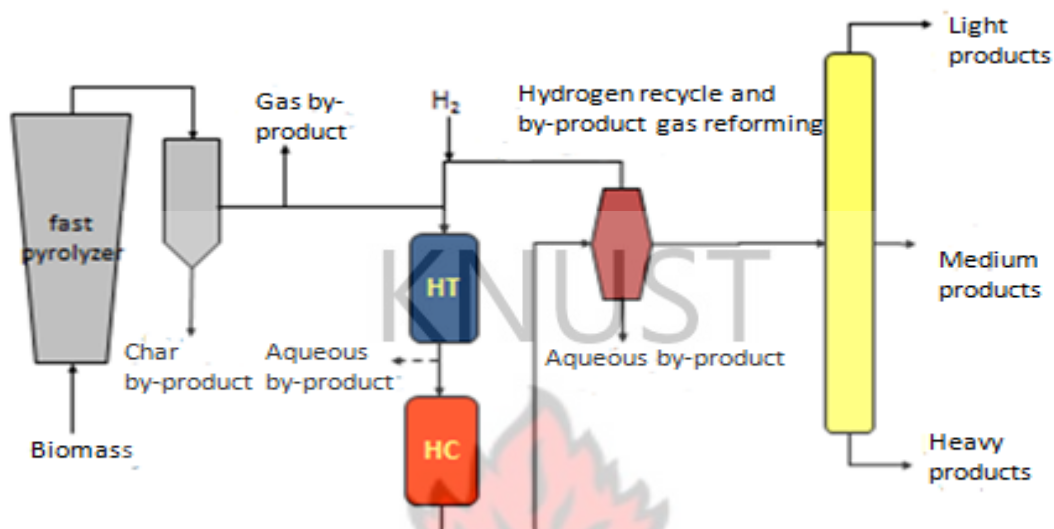 Light
products
Gas by-
product
H₂
Hydrogen recycle and
by-product gas reforming
fast
pyrolyzer
HT
KNUST
Medium
products
Char
by-product
Aqueous
by-product
Aqueous by-product
Biomass
HC
Heavy
products